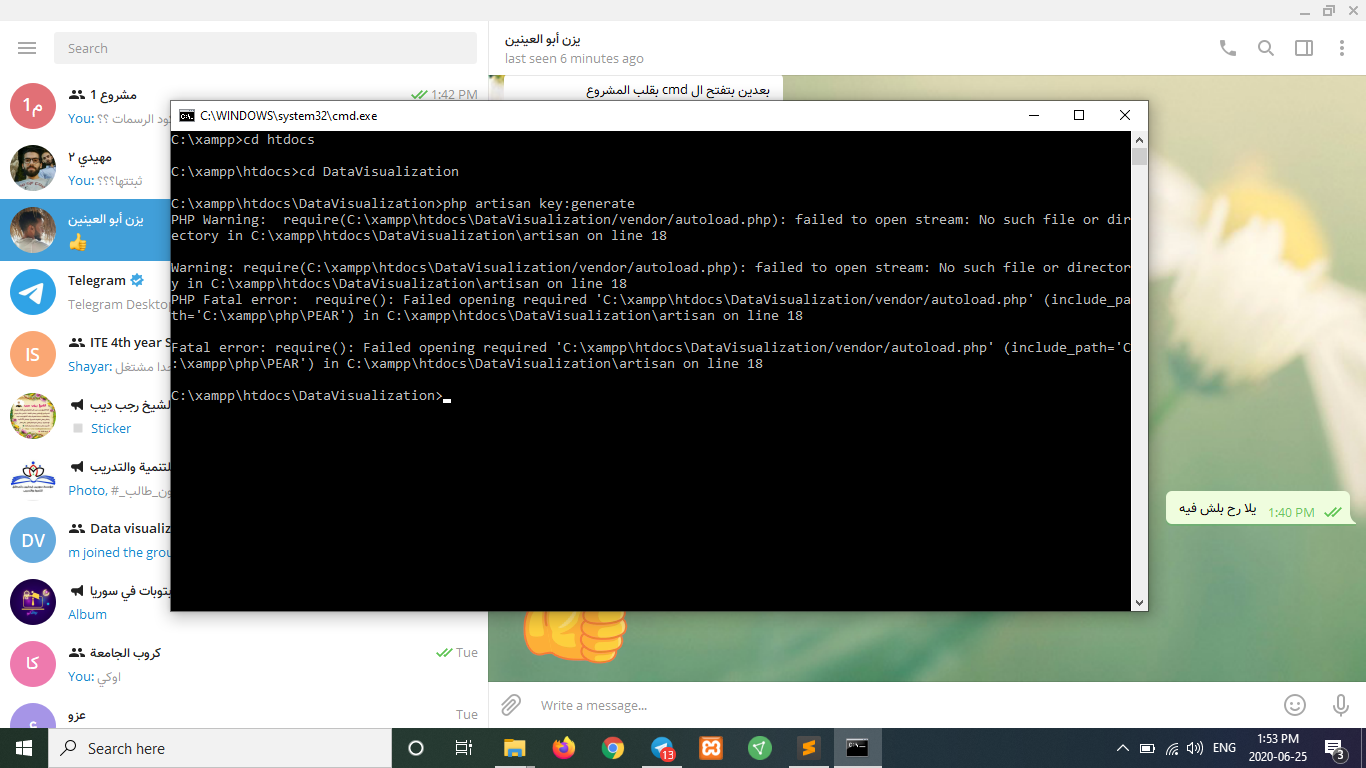 Search
مشروع 1
1:42 PM
You: كود الرسمات ؟؟
م1
مهيدي ٢
You: ثبتتها؟؟؟؟
يزن أبو العينين
Telegram
Telegram Deskto
IS
ITE 4th year S
Shayar: دا مشتغل
الشيخ رجب ديب
Sticker
لتنمية والتدريب
Photo, #ون_طالب_
DV
Data visualiz
m joined the grou
بتوبات في سوريا
Album
كا
كروب الجامعة
Tue
You: اوكي
ع
عزو
Tue
يزن أبو العينين
last seen 6 minutes ago
بعدين بتفتح ال cmd بقلب المشروع
C:\WINDOWS\system32\cmd.exe
C:\xampp>cd htdocs
C:\xampp\htdocs>cd DataVisualization
C:\xampp\htdocs\DataVisualization>php artisan key:generate
PHP Warning:  require(C:\xampp\htdocs\DataVisualization/vendor/autoload.php): failed to open stream: No such file or dir
ectory in C:\xampp\htdocs\DataVisualization\artisan on line 18
Warning: require(C:\xampp\htdocs\DataVisualization/vendor/autoload.php): failed to open stream: No such file or director
y in C:\xampp\htdocs\DataVisualization\artisan on line 18
PHP Fatal error:  require(): Failed opening required 'C:\xampp\htdocs\DataVisualization/vendor/autoload.php' (include_pa
th='C:\xampp\php\PEAR') in C:\xampp\htdocs\DataVisualization\artisan on line 18
Fatal error: require(): Failed opening required 'C:\xampp\htdocs\DataVisualization/vendor/autoload.php' (include_path='C
:\xampp\php\PEAR') in C:\xampp\htdocs\DataVisualization\artisan on line 18
C:\xampp\htdocs\DataVisualization>
يلا رح بلش فيه
1:40 PM
Write a message...
Search here
13
ENG
1:53 PM
2020-06-25
3